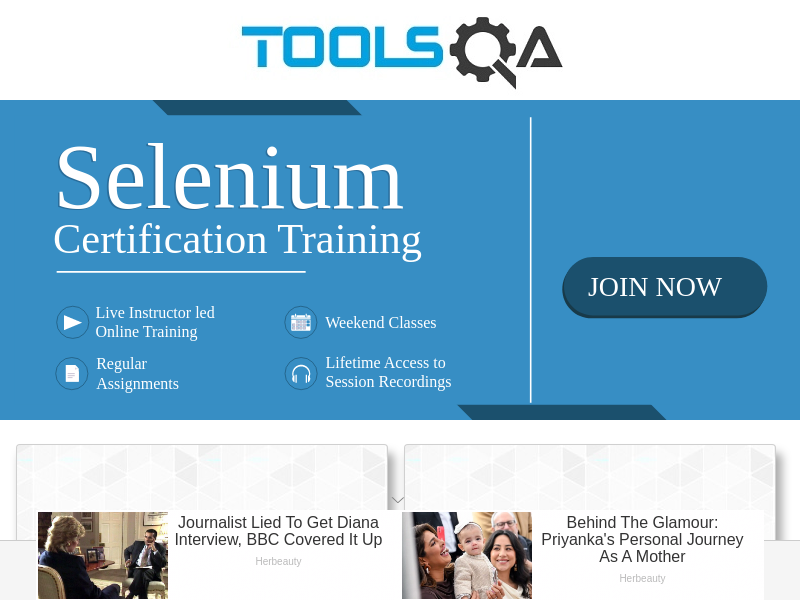 TOOLSQA
Selenium
Certification Training
JOIN NOW
Live Instructor led
Online Training
Weekend Classes
Regular
Assignments
Lifetime Access to
Session Recordings
Journalist Lied To Get Diana
Interview, BBC Covered It Up
Herbeauty
Behind The Glamour:
Priyanka's Personal Journey
As A Mother
Herbeauty